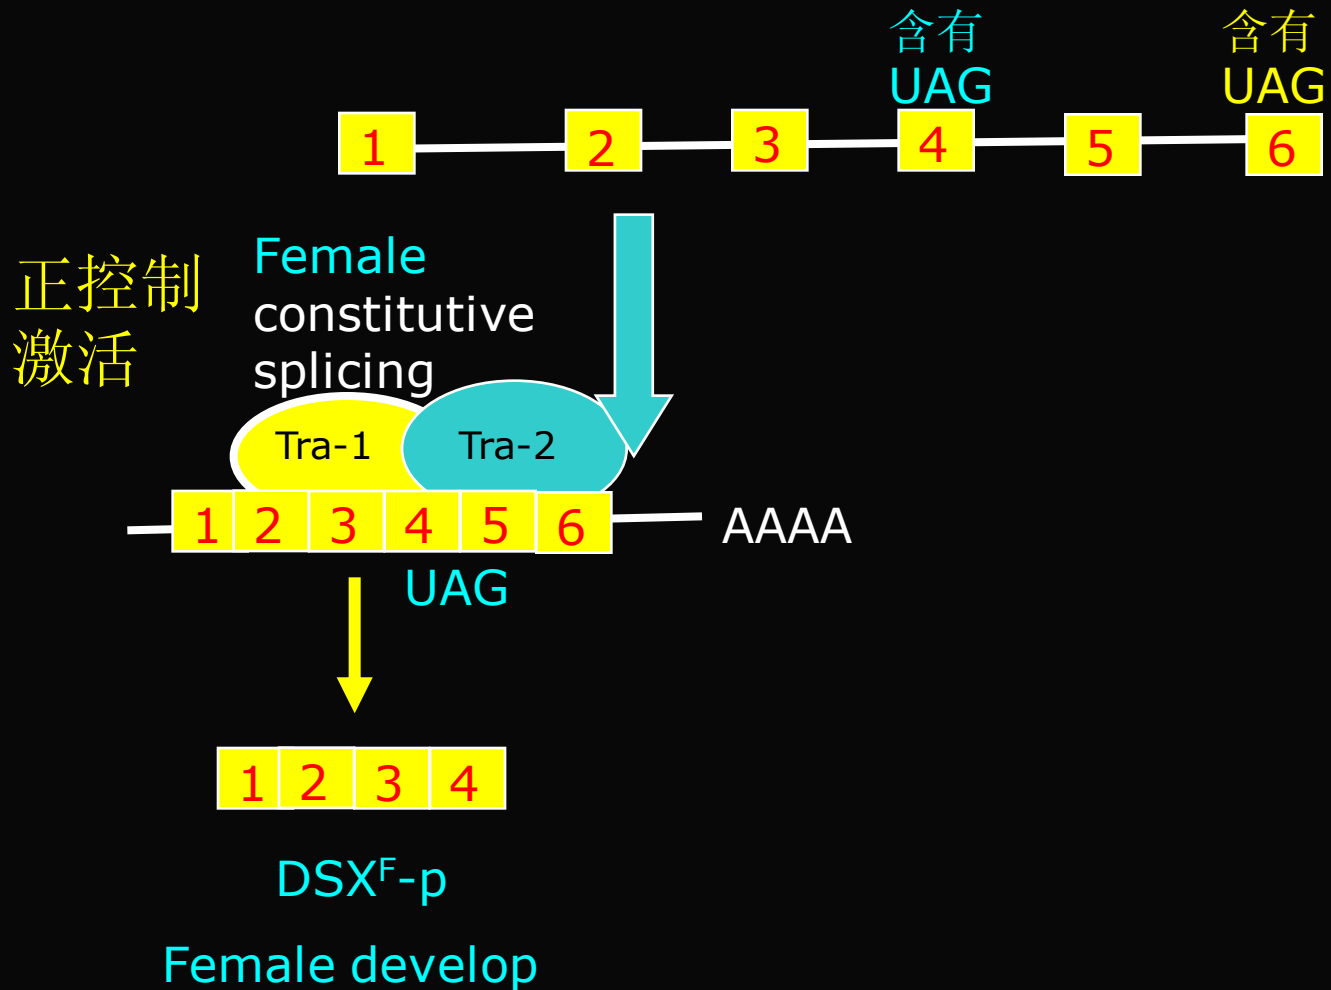 含有
UAG
含有
UAG
1 2 3 4 5 6
正控制
激活
Female
constitutive
splicing
Tra-1 Tra-2
1 2 3 4 5 6 AAAA
UAG
1 2 3 4
DSXF-p
Female develop